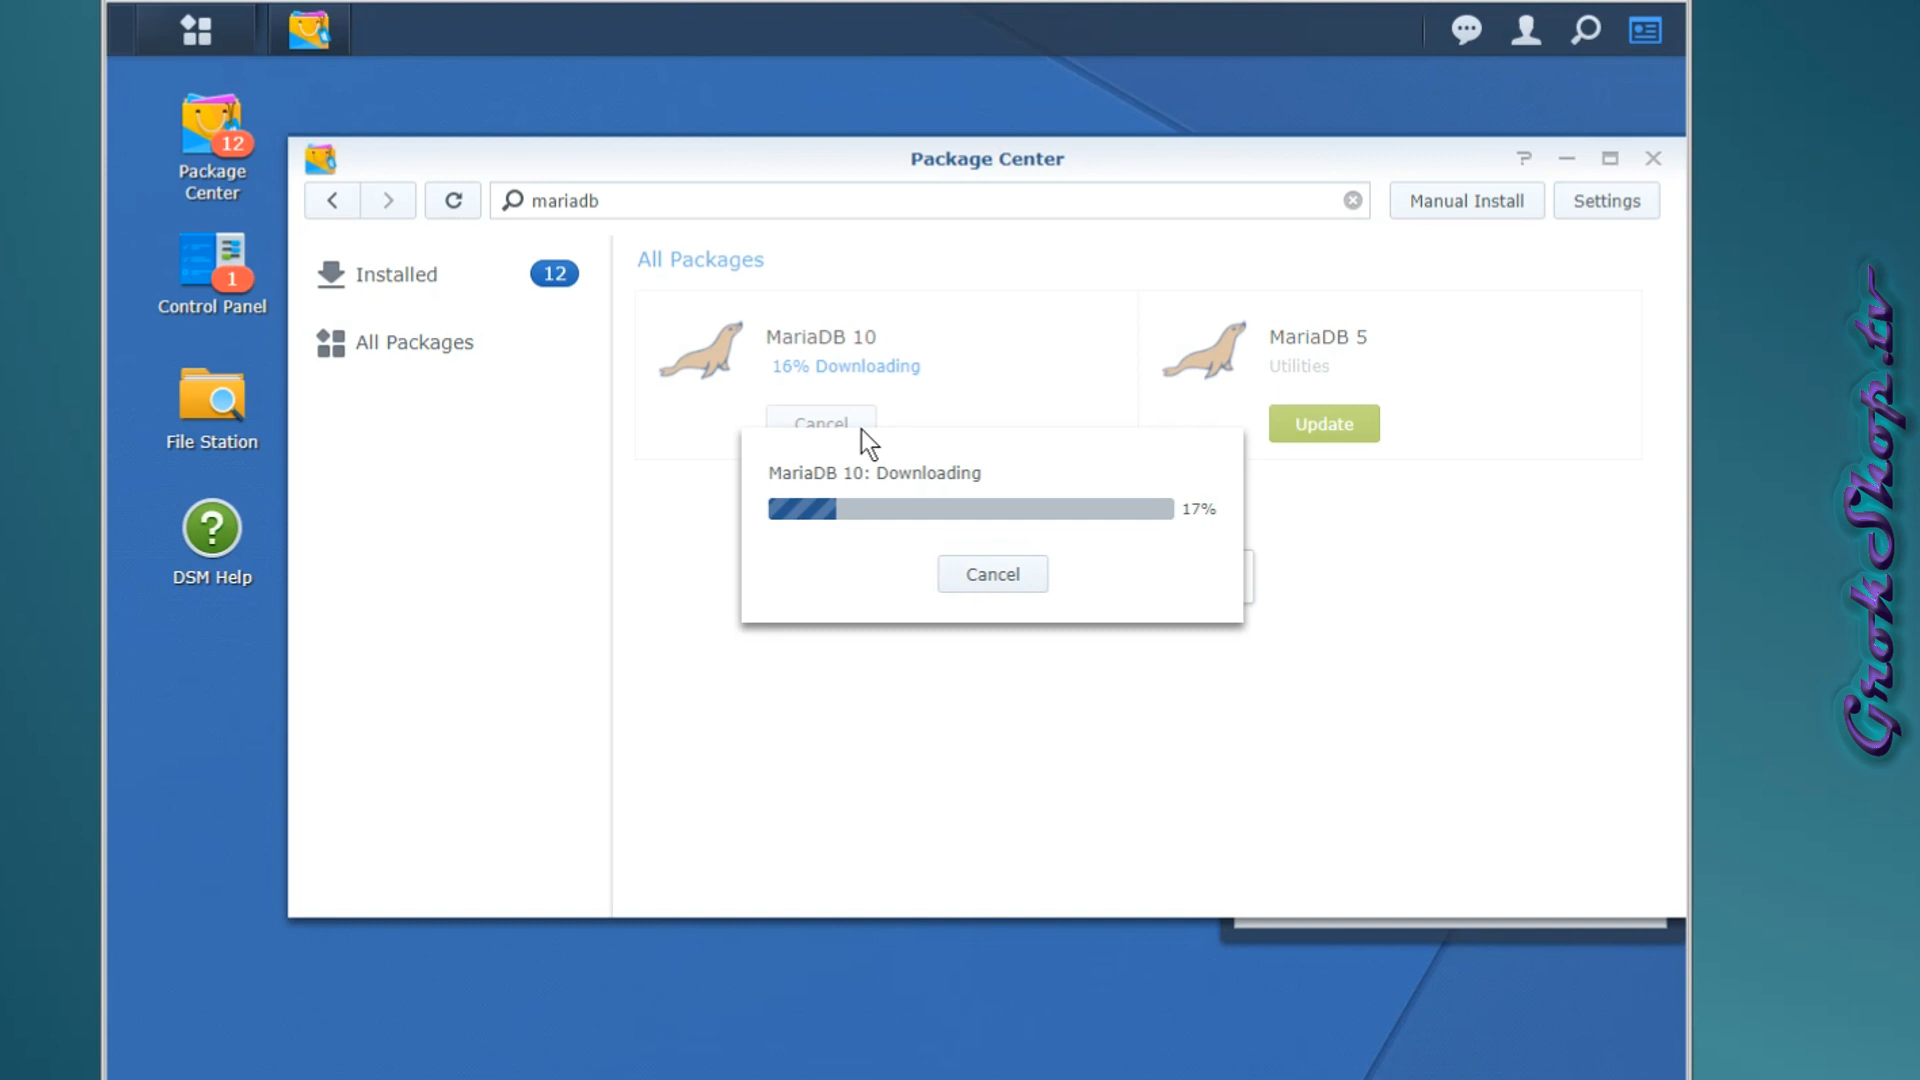 12
Package
Center
1
Control Panel
File Station
?
DSM Help
Package Center
?
mariadb
Manual Install
Settings
Installed
12
All Packages
All Packages
MariaDB 10
16% Downloading
Cancel
MariaDB 5
Utilities
Update
MariaDB 10: Downloading
17%
Cancel
GrokShop.tv